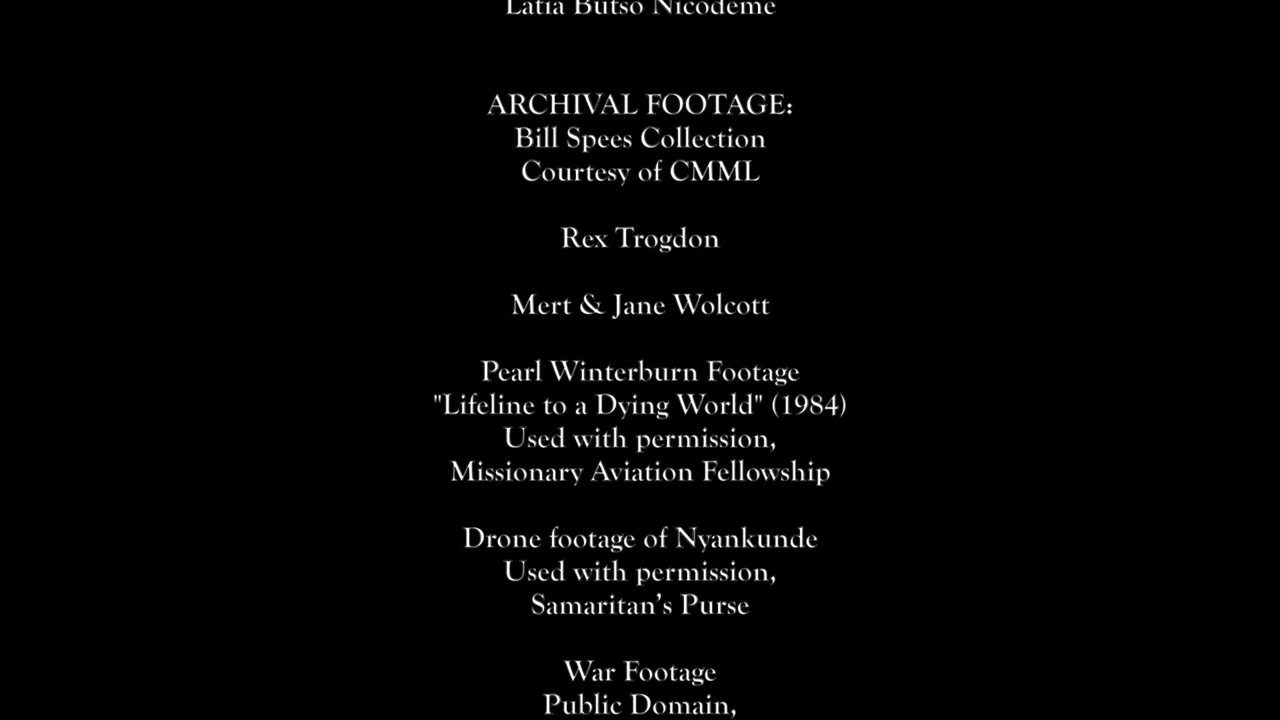 Latia Butso Nicodeme
ARCHIVAL FOOTAGE:
Bill Spees Collection
Courtesy of CMML
Rex Trogdon
Mert & Jane Wolcott
Pearl Winterburn Footage
"Lifeline to a Dying World" (1984)
Used with permission,
Missionary Aviation Fellowship
Drone footage of Nyankunde
Used with permission,
Samaritan's Purse
War Footage
Public Domain,